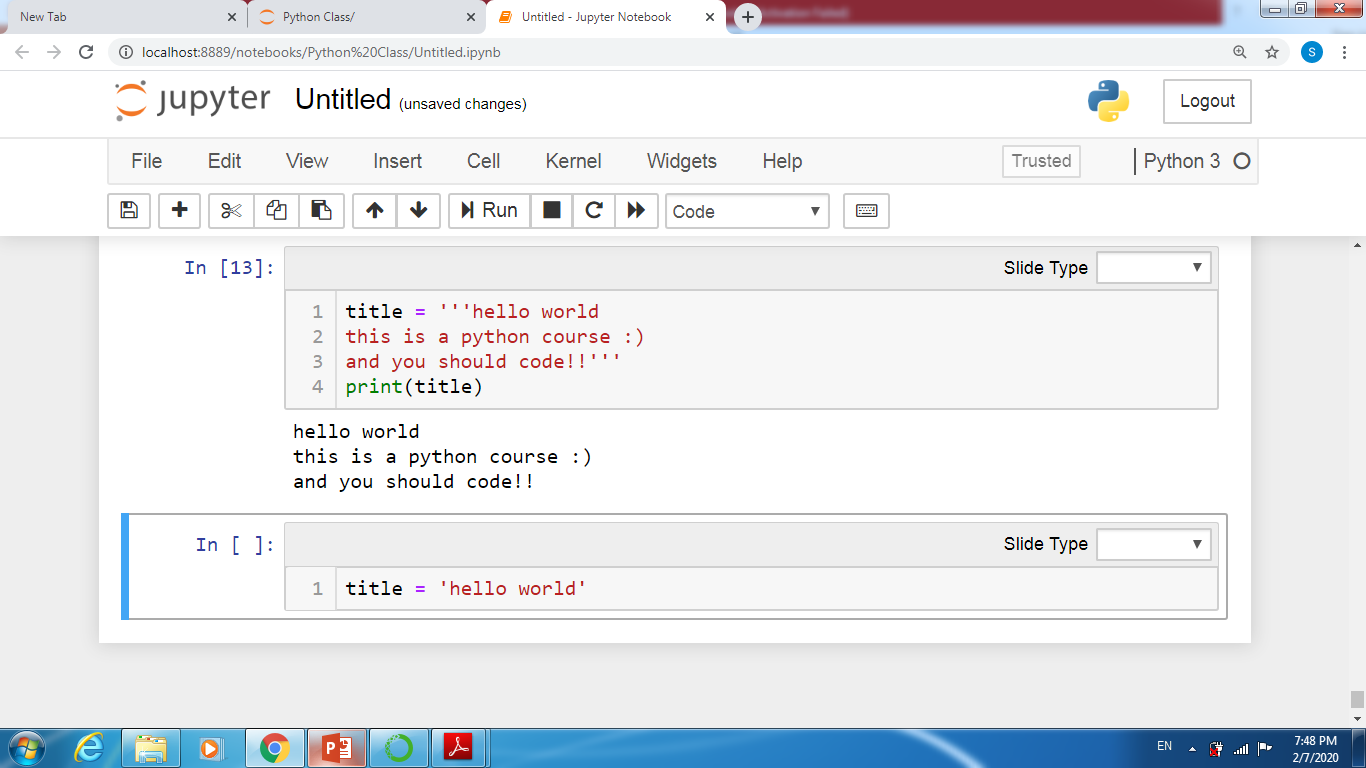 New Tab
Python Class/
Untitled - Jupyter Notebook
localhost:8889/notebooks/Python%20Class/Untitled.ipynb
S
jupyter Untitled (unsaved changes)
Logout
File Edit View Insert Cell Kernel Widgets Help
Trusted
Python 3
Run
Code
In [13]:
Slide Type
1 title = '''hello world
2 this is a python course :)
3 and you should code!!'''
4 print(title)
hello world
this is a python course :)
and you should code!!
In [ ]:
Slide Type
1 title = 'hello world'
EN
7:48 PM
2/7/2020